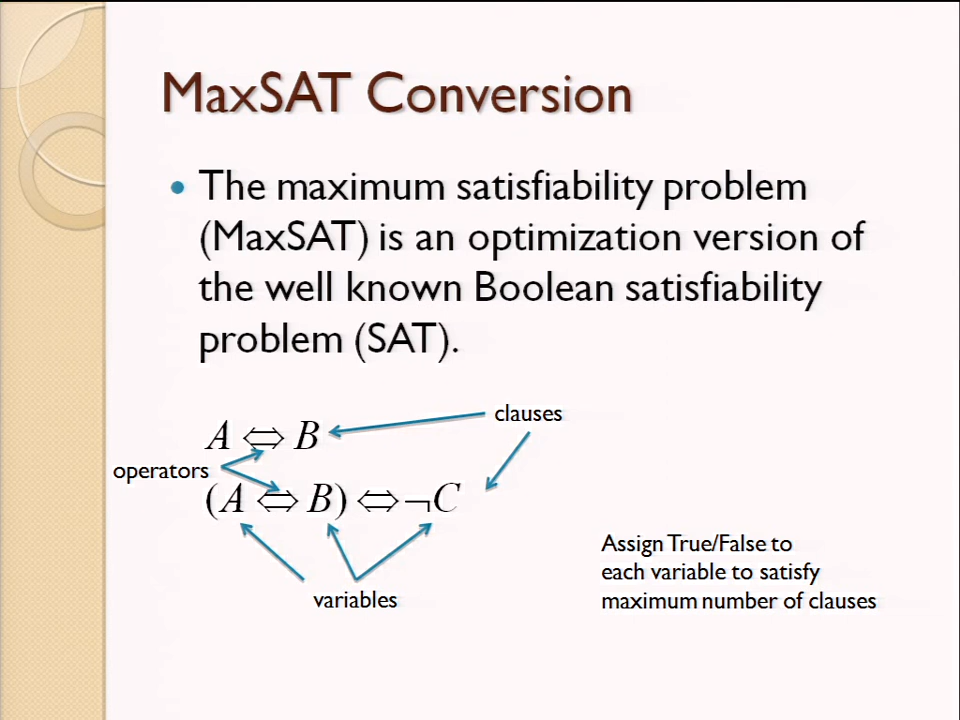 MaxSAT Conversion
• The maximum satisfiability problem
(MaxSAT) is an optimization version of
the well known Boolean satisfiability
problem (SAT).
clauses
A ⇔ B
operators
(A ⇔ B) ⇔ ¬C
variables
Assign True/False to
each variable to satisfy
maximum number of clauses